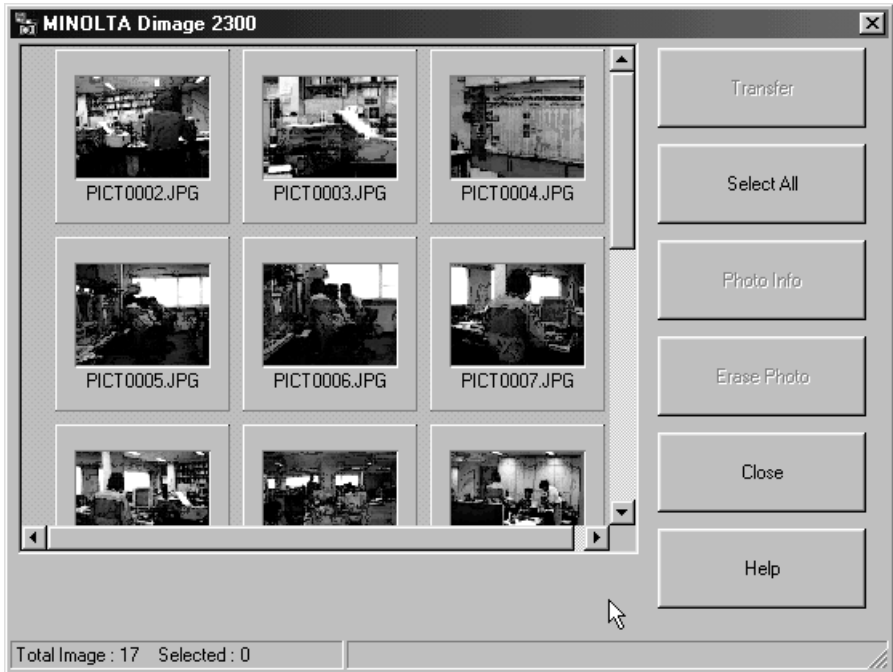 MINOLTA Dimage 2300
PICT0002.JPG
PICT0003.JPG
PICT0004.JPG
PICT0005.JPG
PICT0006.JPG
PICT0007.JPG
Transfer
Select All
Photo Info
Erase Photo
Close
Help
Total Image : 17 Selected : 0